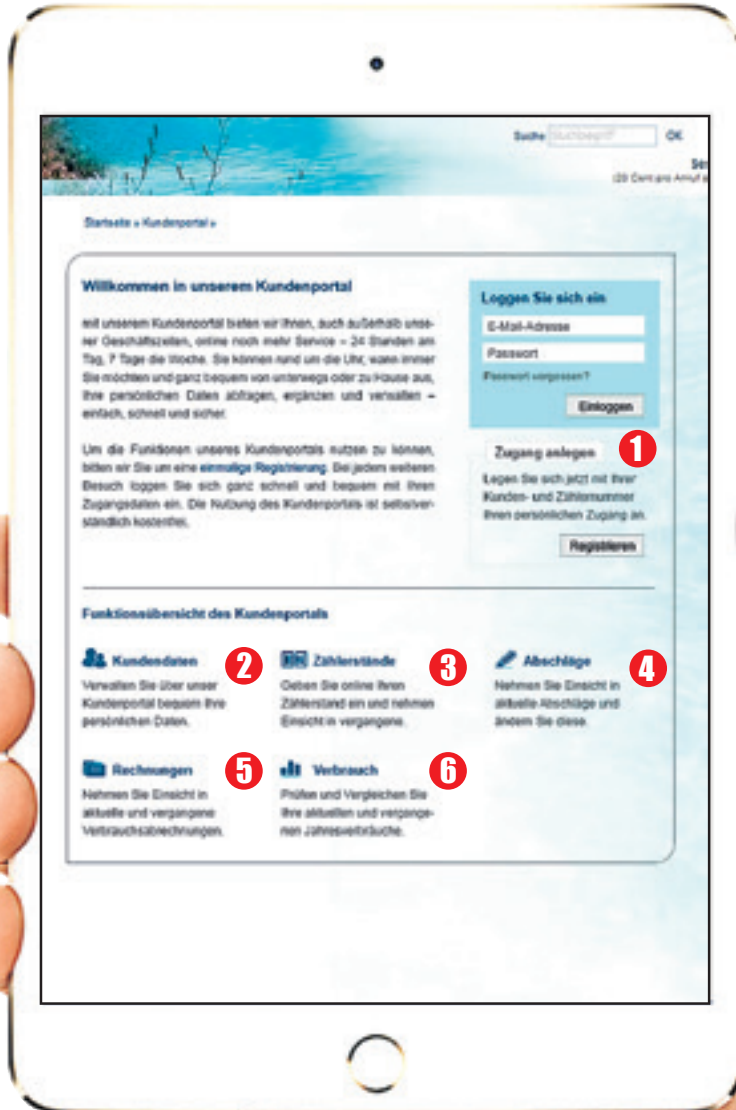 Suche Suchbegriff OK
Ser
(20 Cent pro Anruf a
Startseite » Kundenportal »
Willkommen in unserem Kundenportal
mit unserem Kundenportal bieten wir Ihnen, auch außerhalb unse-
rer Geschäftszeiten, online noch mehr Service – 24 Stunden am
Tag, 7 Tage die Woche. Sie können rund um die Uhr, wann immer
Sie möchten und ganz bequem von unterwegs oder zu Hause aus,
Ihre persönlichen Daten abfragen, ergänzen und verwalten –
einfach, schnell und sicher.
Um die Funktionen unseres Kundenportals nutzen zu können,
bitten wir Sie um eine einmalige Registrierung. Bei jedem weiteren
Besuch loggen Sie sich ganz schnell und bequem mit Ihren
Zugangsdaten ein. Die Nutzung des Kundenportals ist selbstver-
ständlich kostenfrei.
Loggen Sie sich ein
E-Mail-Adresse
Passwort
Passwort vergessen?
Einloggen
Zugang anlegen 1
Legen Sie sich jetzt mit Ihrer
Kunden- und Zählernummer
Ihren persönlichen Zugang an.
Registrieren
Funktionsübersicht des Kundenportals
Kundendaten 2
Verwalten Sie über unser
Kundenportal bequem Ihre
persönlichen Daten.
Zählerstände 3
Geben Sie online Ihren
Zählerstand ein und nehmen
Einsicht in vergangene.
Abschläge 4
Nehmen Sie Einsicht in
aktuelle Abschläge und
ändern Sie diese.
Rechnungen 5
Nehmen Sie Einsicht in
aktuelle und vergangene
Verbrauchsabrechnungen.
Verbrauch 6
Prüfen und Vergleichen Sie
Ihre aktuellen und vergange-
nen Jahresverbräuche.